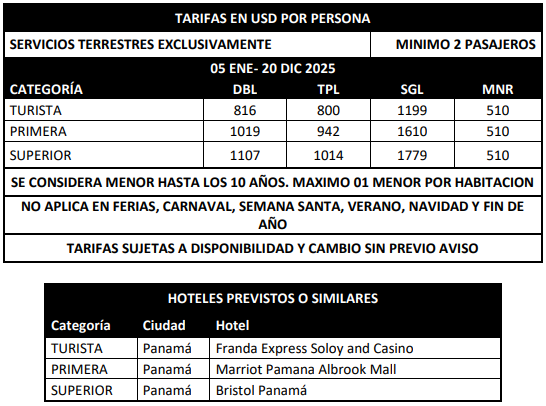 TARIFAS EN USD POR PERSONA
SERVICIOS TERRESTRES EXCLUSIVAMENTE MINIMO 2 PASAJEROS
05 ENE- 20 DIC 2025
CATEGORÍA DBL TPL SGL MNR
TURISTA 816 800 1199 510
PRIMERA 1019 942 1610 510
SUPERIOR 1107 1014 1779 510
SE CONSIDERA MENOR HASTA LOS 10 AÑOS. MAXIMO 01 MENOR POR HABITACION
NO APLICA EN FERIAS, CARNAVAL, SEMANA SANTA, VERANO, NAVIDAD Y FIN DE
AÑO
TARIFAS SUJETAS A DISPONIBILIDAD Y CAMBIO SIN PREVIO AVISO
HOTELES PREVISTOS O SIMILARES
Categoría Ciudad Hotel
TURISTA Panamá Franda Express Soloy and Casino
PRIMERA Panamá Marriot Pamana Albrook Mall
SUPERIOR Panamá Bristol Panamá